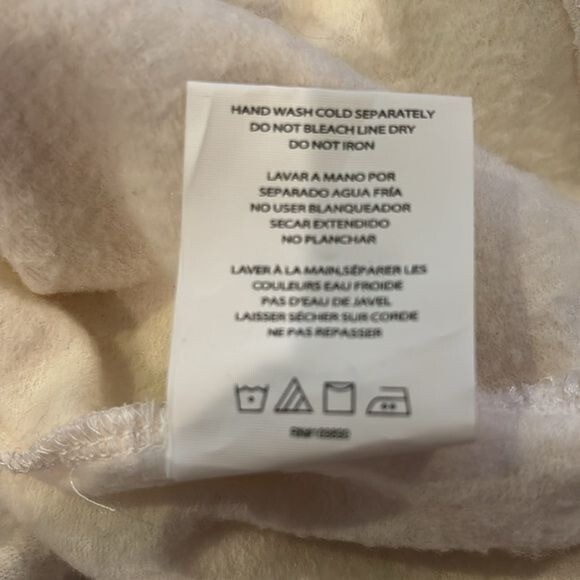 HAND WASH COLD SEPARATELY
DO NOT BLEACH LINE DRY
DO NOT IRON
LAVAR A MANO POR
SEPARADO AGUA FRÍA
NO USER BLANQUEADOR
SECAR EXTENDIDO
NO PLANCHAR
LAVER À LA MAIN,SÉPARER LES
COULEURS EAU FROIDE
PAS D'EAU DE JAVEL
LAISSER SÉCHER SUR CORDE
NE PAS REPASSER